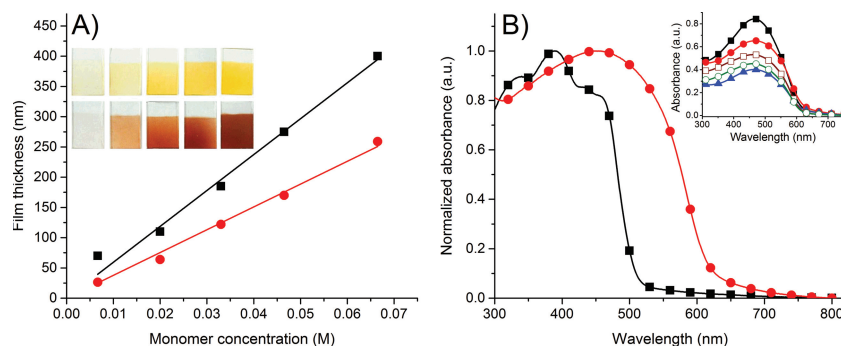 A)
450
400
350
300
250
200
150
100
50
0
Film thickness (nm)
0.00 0.01 0.02 0.03 0.04 0.05 0.06 0.07
Monomer concentration (M)
B)
1.0
0.8
0.6
0.4
0.2
0.0
Normalized absorbance (a.u.)
300 400 500 600 700 800
Wavelength (nm)
0.8
0.6
0.4
0.2
0.0
Absorbance (a.u.)
300 400 500 600 700
Wavelength (nm)